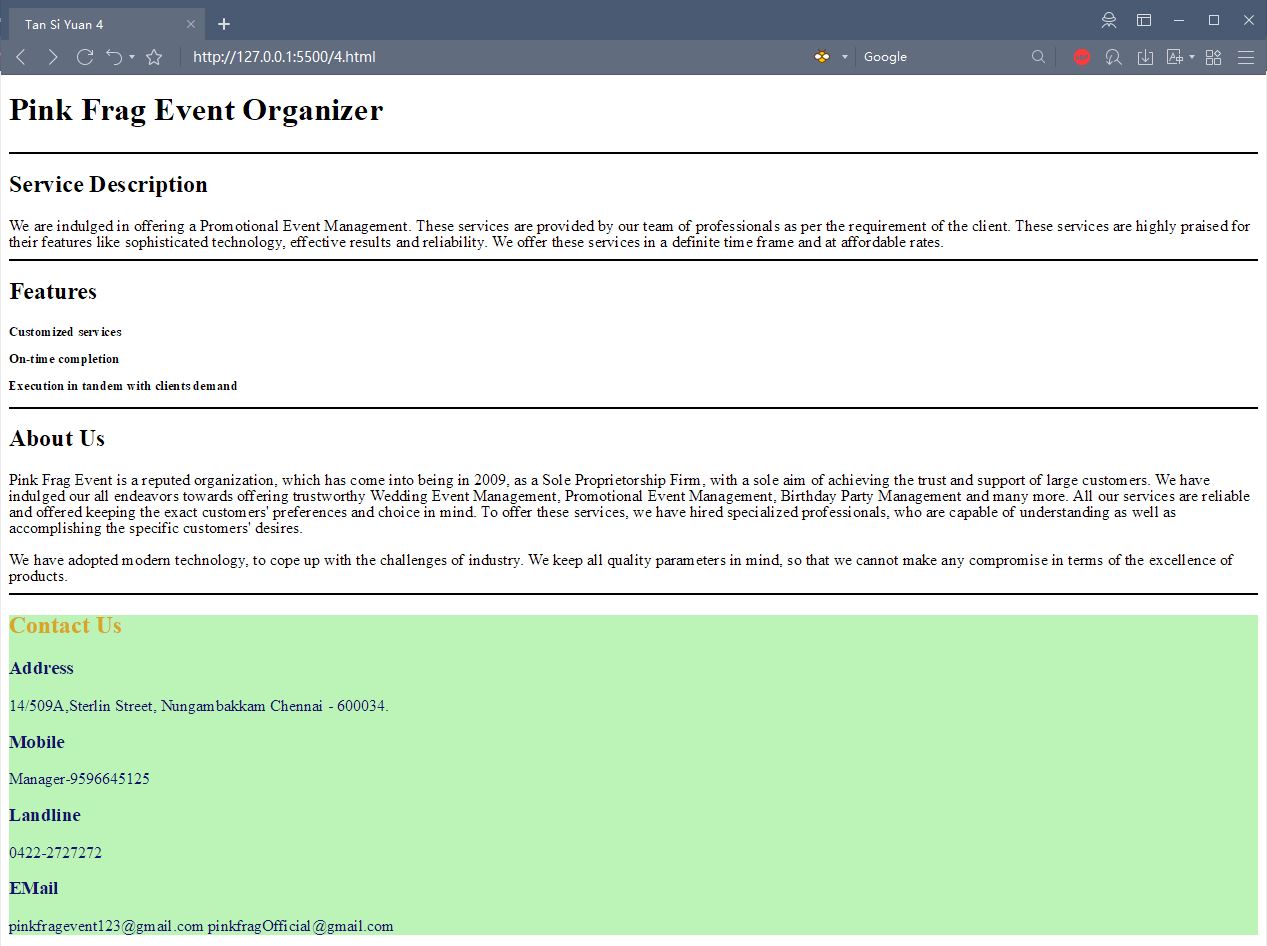 Tan Si Yuan 4
http://127.0.0.1:5500/4.html
Google
Pink Frag Event Organizer
Service Description
We are indulged in offering a Promotional Event Management. These services are provided by our team of professionals as per the requirement of the client. These services are highly praised for
their features like sophisticated technology, effective results and reliability. We offer these services in a definite time frame and at affordable rates.
Features
Customized services
On-time completion
Execution in tandem with clients demand
About Us
Pink Frag Event is a reputed organization, which has come into being in 2009, as a Sole Proprietorship Firm, with a sole aim of achieving the trust and support of large customers. We have
indulged our all endeavors towards offering trustworthy Wedding Event Management, Promotional Event Management, Birthday Party Management and many more. All our services are reliable
and offered keeping the exact customers' preferences and choice in mind. To offer these services, we have hired specialized professionals, who are capable of understanding as well as
accomplishing the specific customers' desires.
We have adopted modern technology, to cope up with the challenges of industry. We keep all quality parameters in mind, so that we cannot make any compromise in terms of the excellence of
products.
Contact Us
Address
14/509A,Sterlin Street, Nungambakkam Chennai - 600034.
Mobile
Manager-9596645125
Landline
0422-2727272
EMail
pinkfragevent123@gmail.com pinkfragOfficial@gmail.com